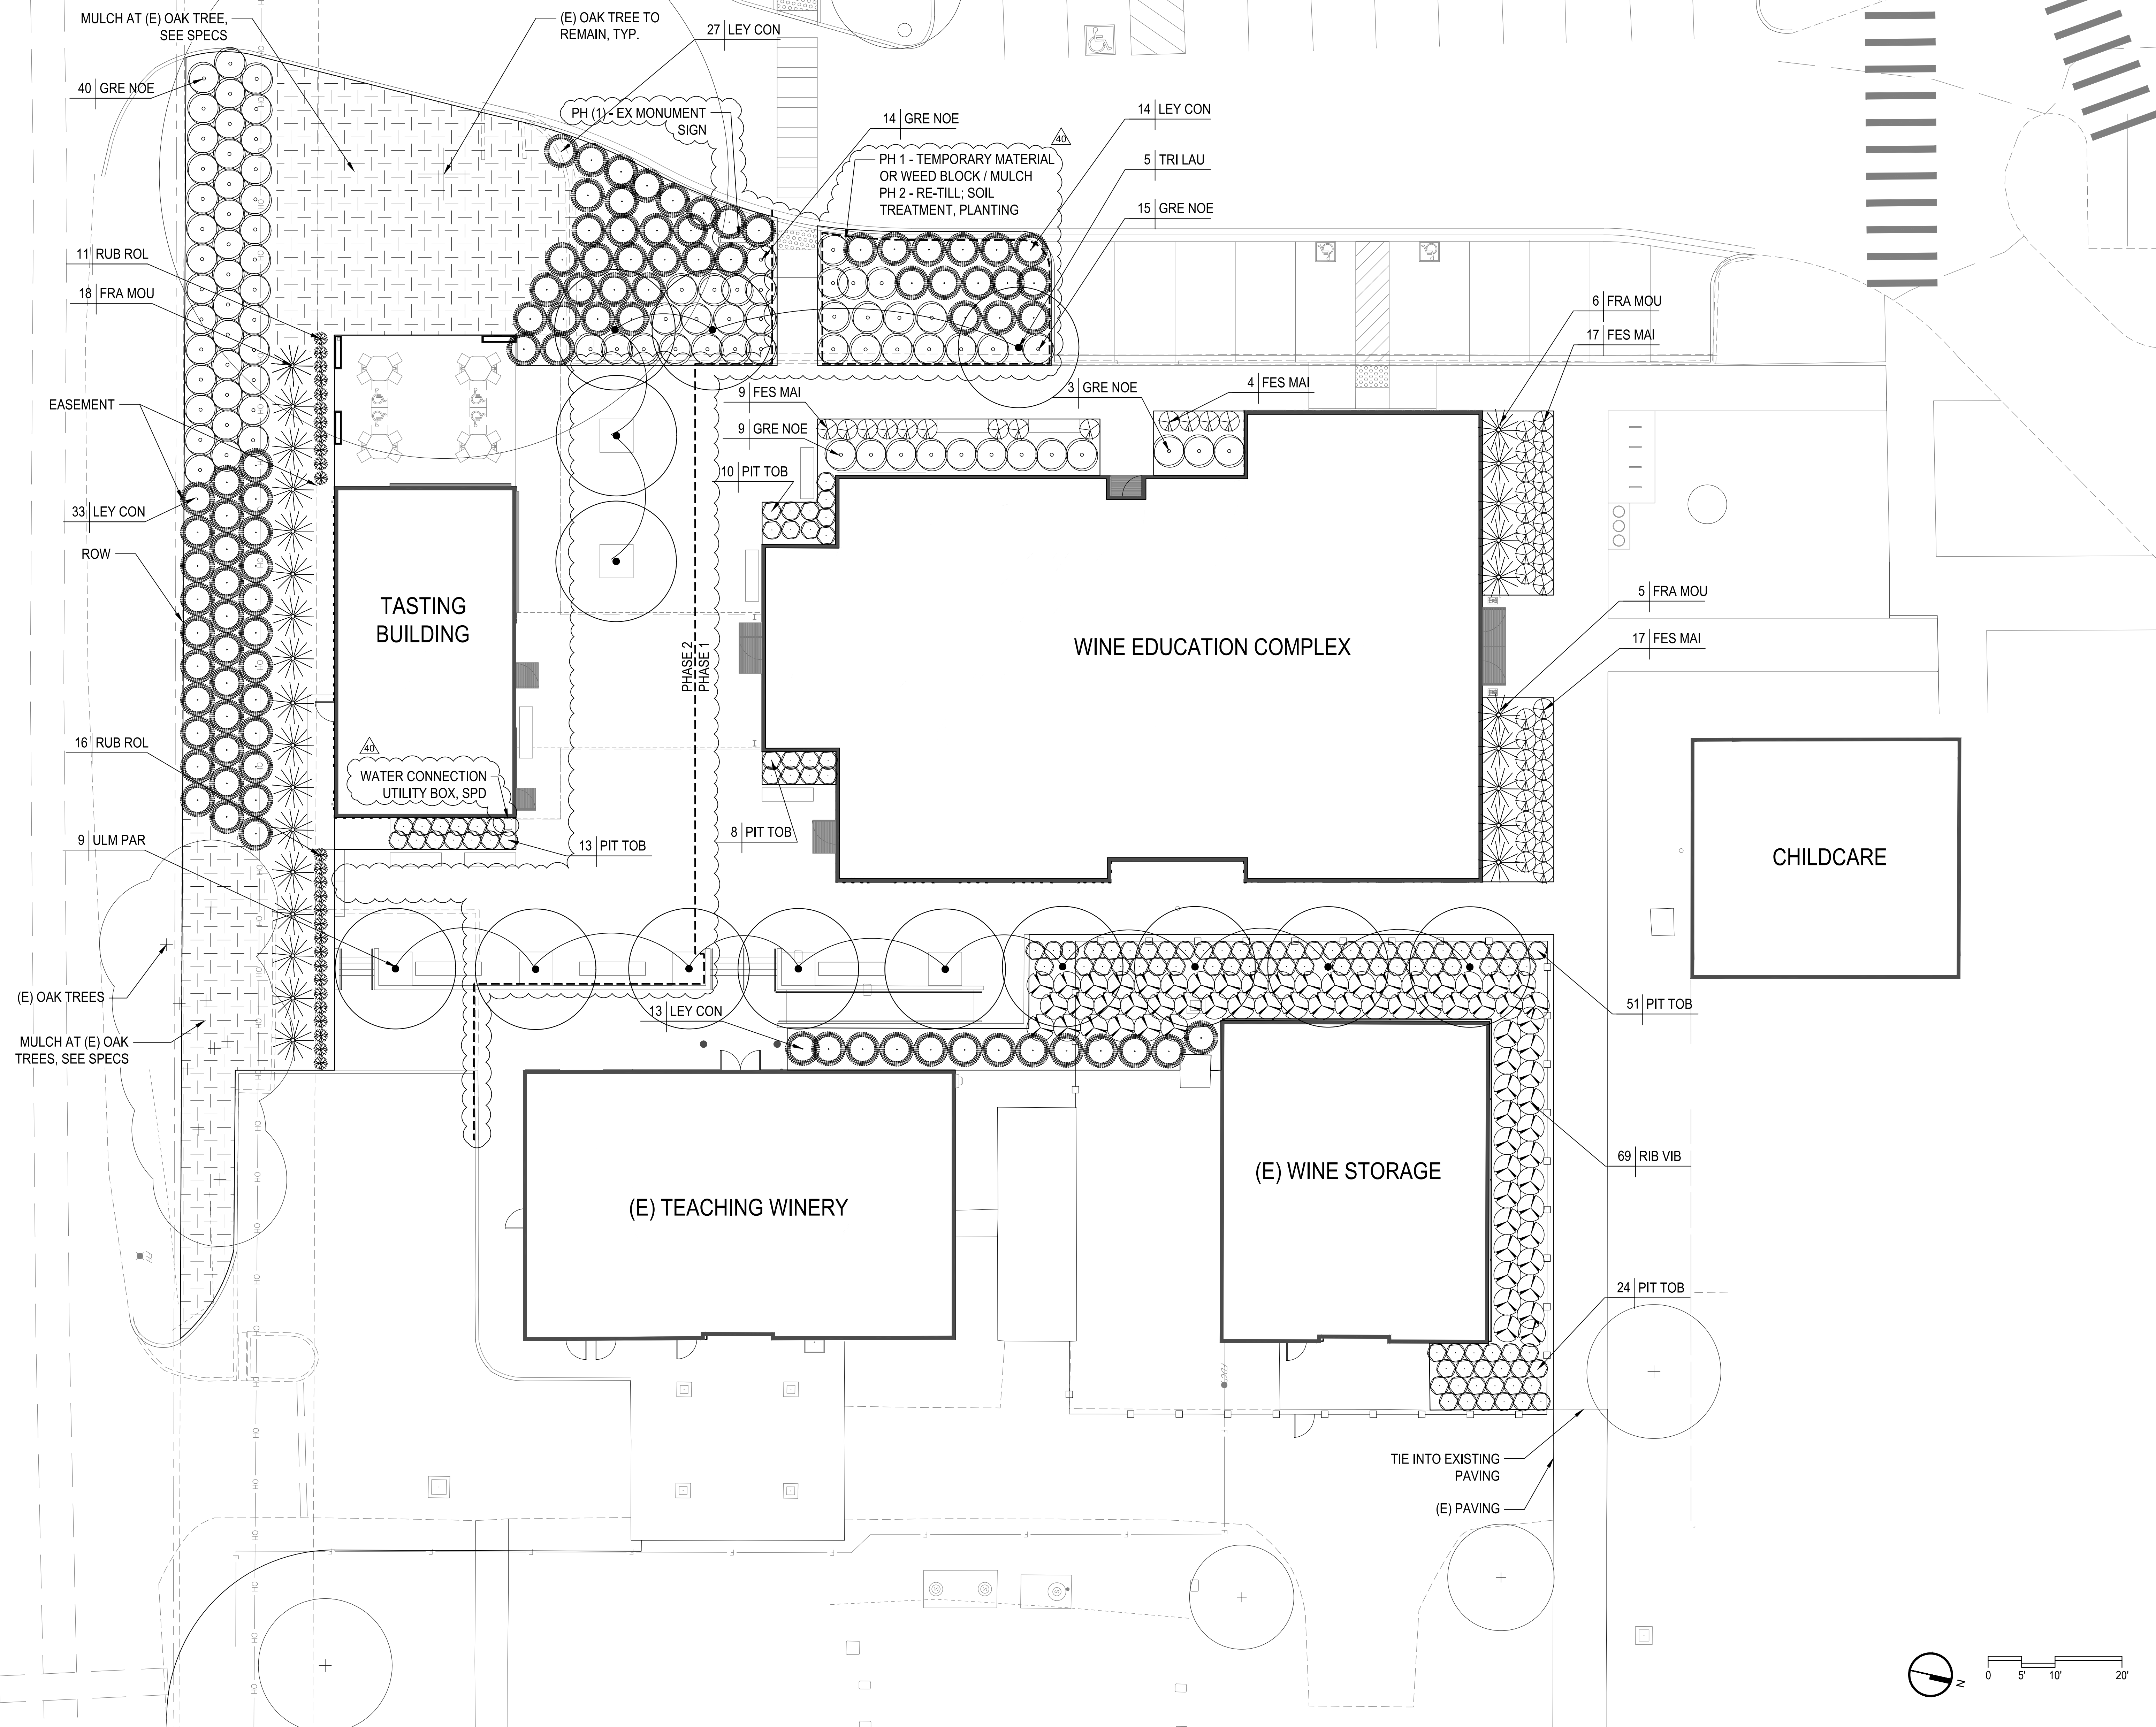 MULCH AT (E) OAK TREE,
SEE SPECS
(E) OAK TREE TO
REMAIN, TYP.
27 LEY CON
40 GRE NOE
PH (1) - EX MONUMENT
SIGN
14 GRE NOE
14 LEY CON
40
PH 1 - TEMPORARY MATERIAL
OR WEED BLOCK / MULCH
PH 2 - RE-TILL; SOIL
TREATMENT, PLANTING
5 TRI LAU
15 GRE NOE
11 RUB ROL
18 FRA MOU
6 FRA MOU
17 FES MAI
EASEMENT
9 FES MAI
3 GRE NOE
4 FES MAI
9 GRE NOE
10 PIT TOB
33 LEY CON
ROW
TASTING
BUILDING
WINE EDUCATION COMPLEX
PHASE 2
PHASE 1
5 FRA MOU
17 FES MAI
16 RUB ROL
40
WATER CONNECTION
UTILITY BOX, SPD
9 ULM PAR
13 PIT TOB
8 PIT TOB
CHILDCARE
(E) OAK TREES
MULCH AT (E) OAK
TREES, SEE SPECS
13 LEY CON
51 PIT TOB
69 RIB VIB
(E) TEACHING WINERY
(E) WINE STORAGE
24 PIT TOB
TIE INTO EXISTING
PAVING
(E) PAVING
N
0 5' 10' 20'